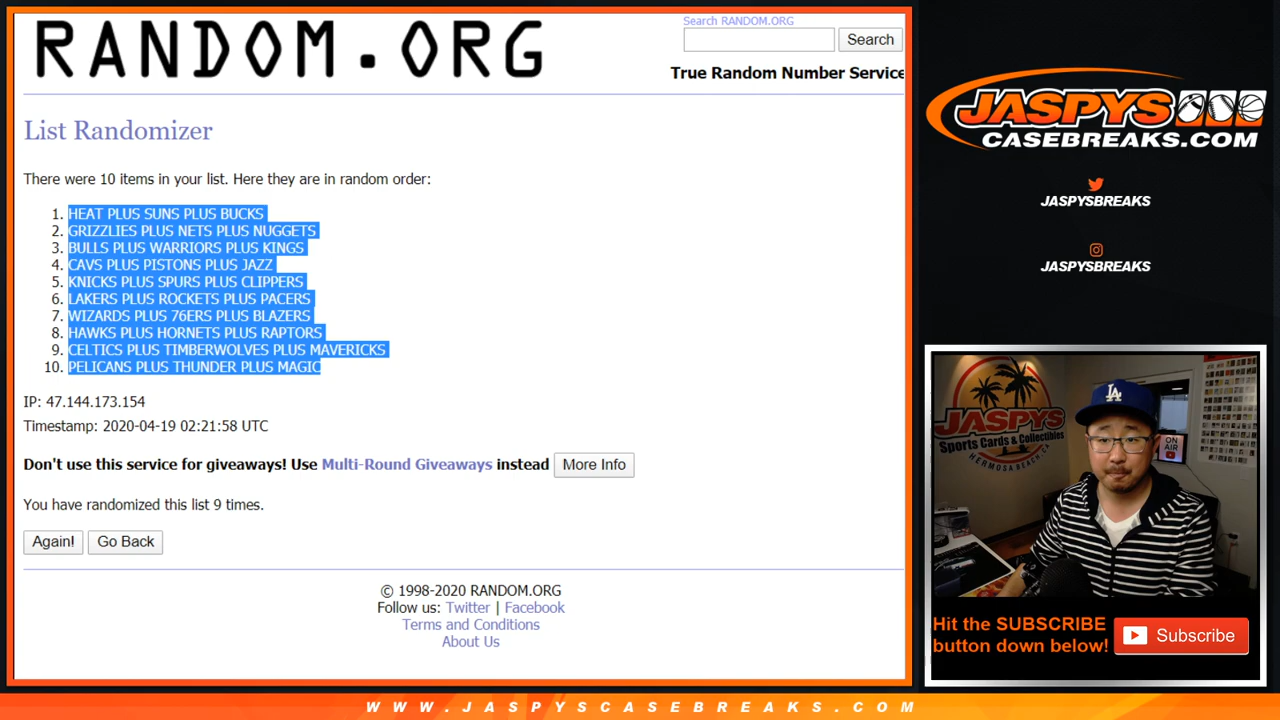 RANDOM.ORG
Search RANDOM.ORG
Search
True Random Number Service
List Randomizer
There were 10 items in your list. Here they are in random order:
1. HEAT PLUS SUNS PLUS BUCKS
2. GRIZZLIES PLUS NETS PLUS NUGGETS
3. BULLS PLUS WARRIORS PLUS KINGS
4. CAVS PLUS PISTONS PLUS JAZZ
5. KNICKS PLUS SPURS PLUS CLIPPERS
6. LAKERS PLUS ROCKETS PLUS PACERS
7. WIZARDS PLUS 76ERS PLUS BLAZERS
8. HAWKS PLUS HORNETS PLUS RAPTORS
9. CELTICS PLUS TIMBERWOLVES PLUS MAVERICKS
10. PELICANS PLUS THUNDER PLUS MAGIC
IP: 47.144.173.154
Timestamp: 2020-04-19 02:21:58 UTC
Don't use this service for giveaways! Use Multi-Round Giveaways instead More Info
You have randomized this list 9 times.
Again! Go Back
© 1998-2020 RANDOM.ORG
Follow us: Twitter | Facebook
Terms and Conditions
About Us
JASPYS
CASEBREAKS.COM
JASPYSBREAKS
JASPYSBREAKS
JASPYS
Sports Cards & Collectibles
HERMOSA BEACH CA
LA
ON
AIR
Hit the SUBSCRIBE
button down below!
Subscribe
WWW.JASPYSCASEBREAKS.COM